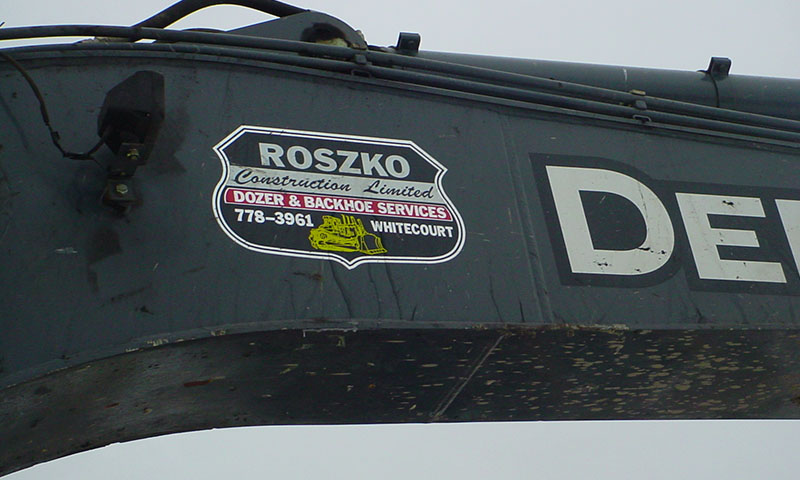 ROSZKO
Construction Limited
DOZER & BACKHOE SERVICES
778-3961 WHITECOURT
DE